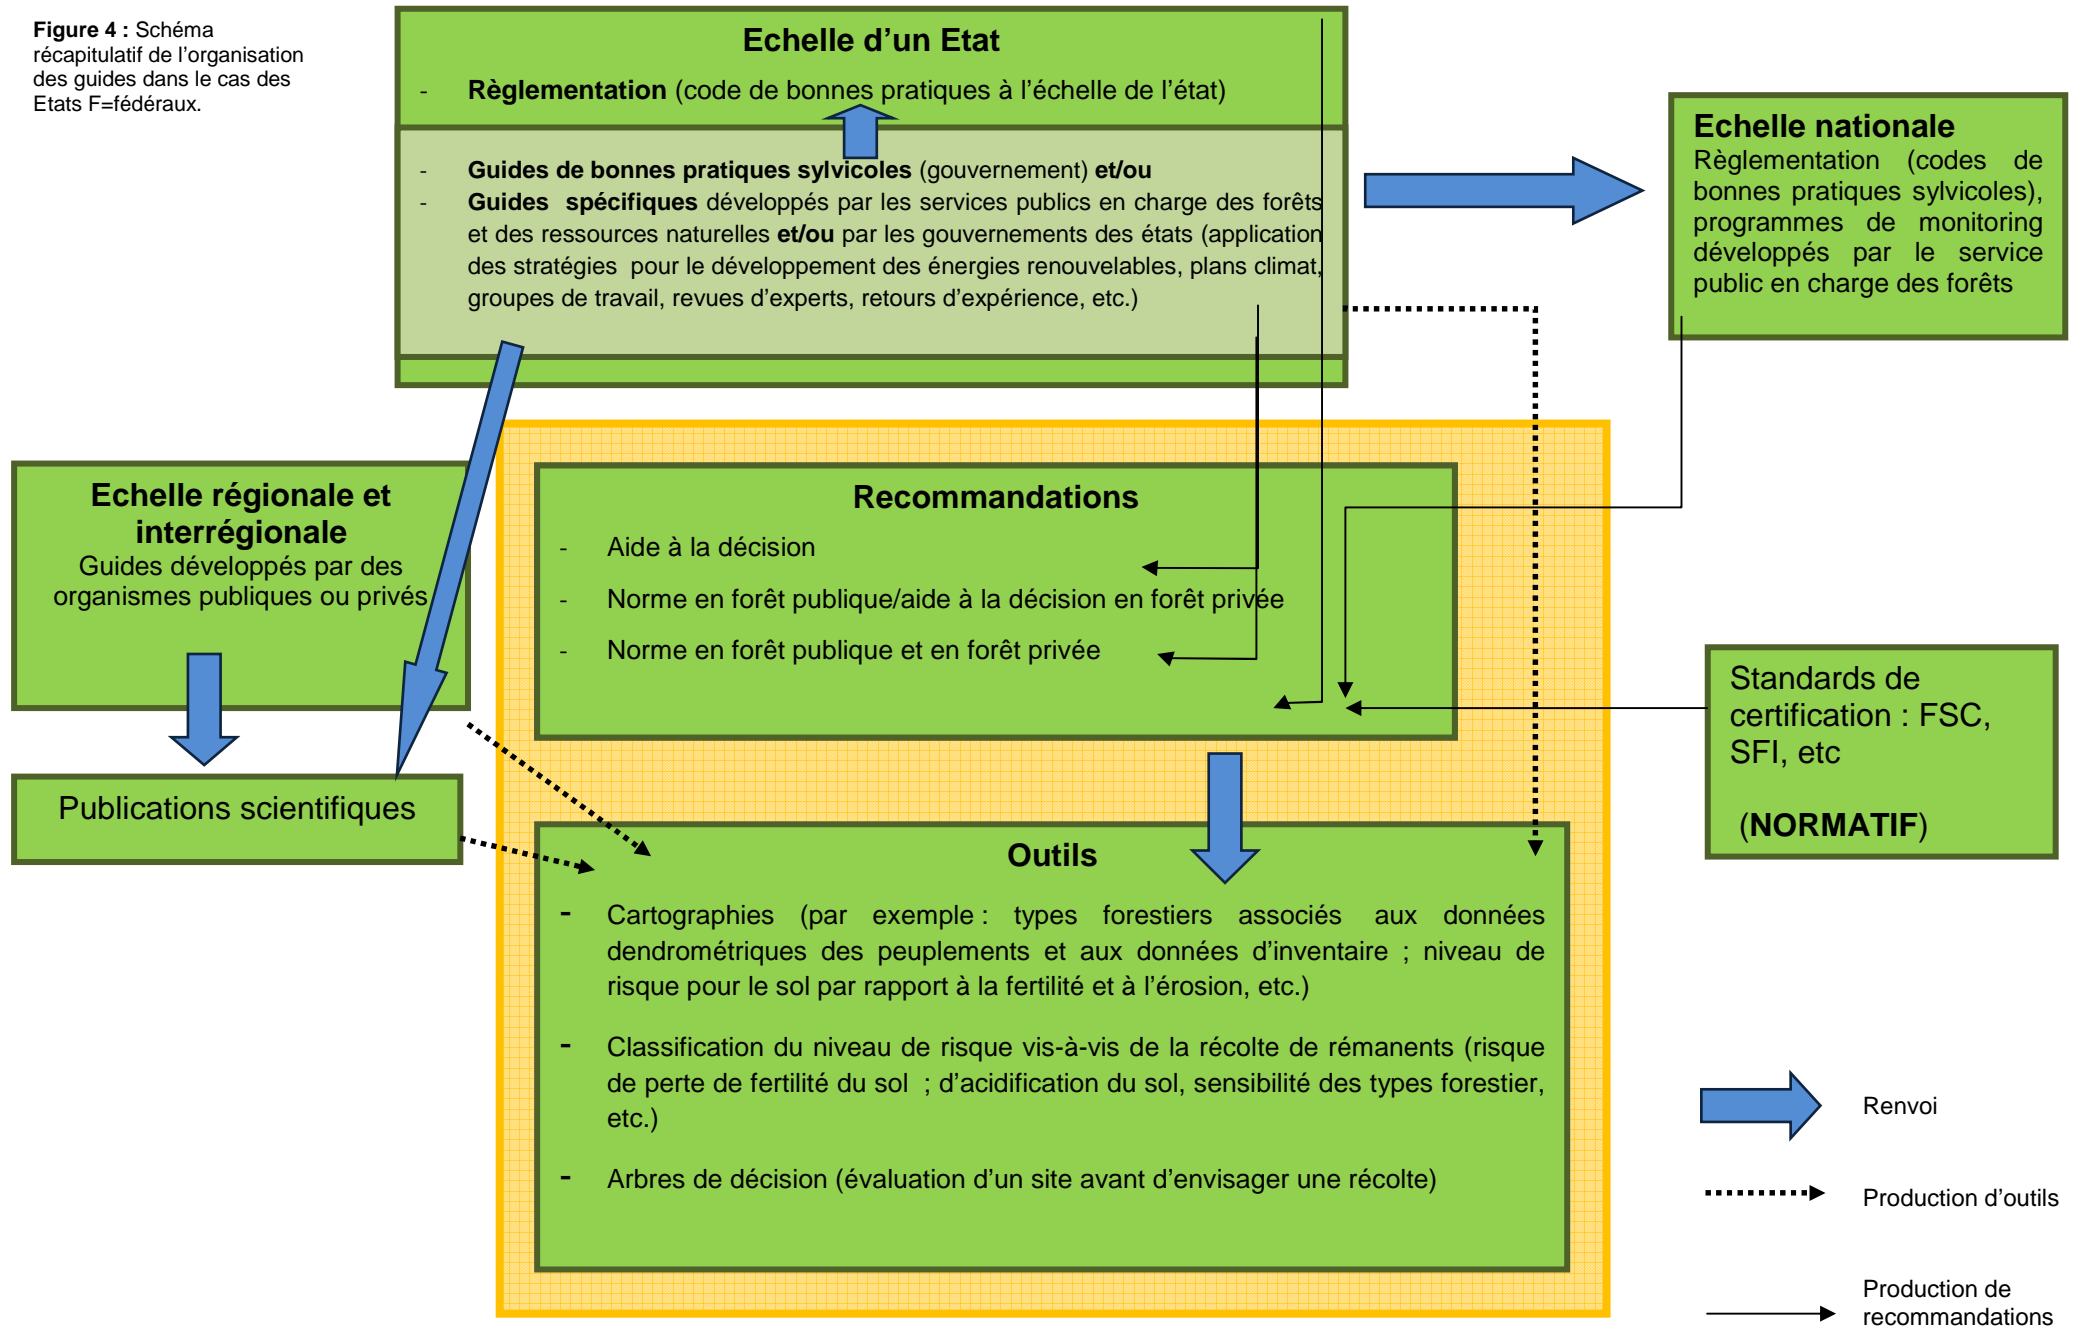 Figure 4 : Schéma
récapitulatif de l’organisation
des guides dans le cas des
Etats F=fédéraux.
Echelle d’un Etat
- Règlementation (code de bonnes pratiques à l’échelle de l’état)
- Guides de bonnes pratiques sylvicoles (gouvernement) et/ou
- Guides spécifiques développés par les services publics en charge des forêts
et des ressources naturelles et/ou par les gouvernements des états (application
des stratégies pour le développement des énergies renouvelables, plans climat,
groupes de travail, revues d’experts, retours d’expérience, etc.)
Echelle nationale
Règlementation (codes de
bonnes pratiques sylvicoles),
programmes de monitoring
développés par le service
public en charge des forêts
Echelle régionale et
interrégionale
Guides développés par des
organismes publiques ou privés
Publications scientifiques
Recommandations
- Aide à la décision
- Norme en forêt publique/aide à la décision en forêt privée
- Norme en forêt publique et en forêt privée
Standards de
certification : FSC,
SFI, etc
(NORMATIF)
Outils
- Cartographies (par exemple : types forestiers associés aux données
dendrométriques des peuplements et aux données d’inventaire ; niveau de
risque pour le sol par rapport à la fertilité et à l’érosion, etc.)
- Classification du niveau de risque vis-à-vis de la récolte de rémanents (risque
de perte de fertilité du sol ; d’acidification du sol, sensibilité des types forestier,
etc.)
- Arbres de décision (évaluation d’un site avant d’envisager une récolte)
Renvoi
Production d’outils
Production de
recommandations